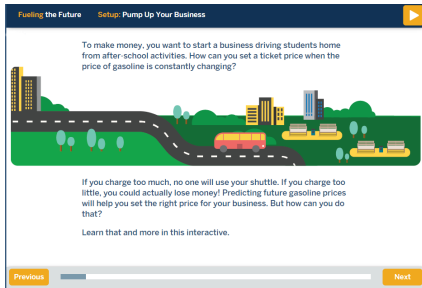 Fueling the Future Setup: Pump Up Your Business
To make money, you want to start a business driving students home
from after-school activities. How can you set a ticket price when the
price of gasoline is constantly changing?
If you charge too much, no one will use your shuttle. If you charge too
little, you could actually lose money! Predicting future gasoline prices
will help you set the right price for your business. But how can you do
that?
Learn that and more in this interactive.
Previous Next